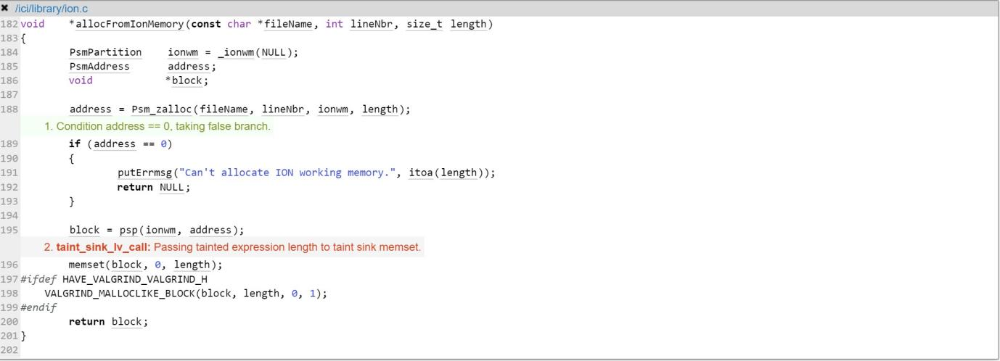 ✖ /ici/library/ion.c
182 void *allocFromIonMemory(const char *fileName, int lineNbr, size_t length)
183 {
184 PsmPartition ionwm = _ionwm(NULL);
185 PsmAddress address;
186 void *block;
187
188 address = Psm_zalloc(fileName, lineNbr, ionwm, length);
1. Condition address == 0, taking false branch.
189 if (address == 0)
190 {
191 putErrmsg("Can't allocate ION working memory.", itoa(length));
192 return NULL;
193 }
194
195 block = psp(ionwm, address);
2. taint_sink_lv_call: Passing tainted expression length to taint sink memset.
196 memset(block, 0, length);
197 #ifdef HAVE_VALGRIND_VALGRIND_H
198 VALGRIND_MALLOCLIKE_BLOCK(block, length, 0, 1);
199 #endif
200 return block;
201 }
202